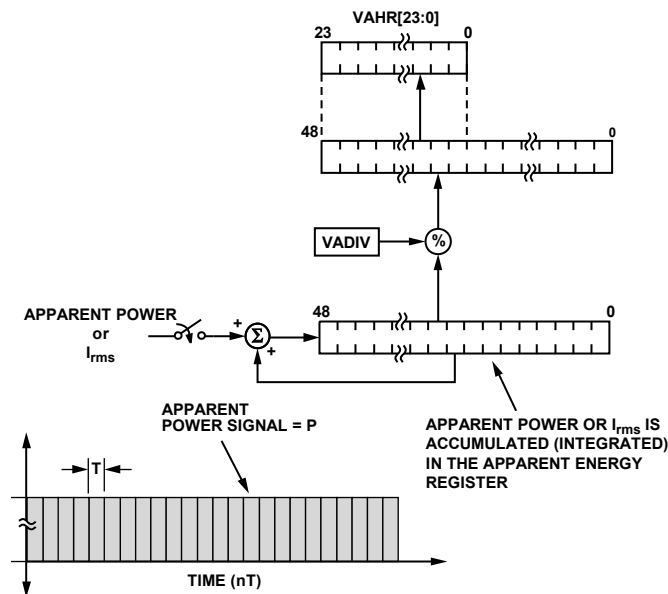 VAHR[23:0]
23 0
48 0
VADIV %
48 0
APPARENT POWER
or
Irms
+ Σ +
APPARENT
POWER SIGNAL = P
APPARENT POWER OR Irms IS
ACCUMULATED (INTEGRATED)
IN THE APPARENT ENERGY
REGISTER
T
TIME (nT)